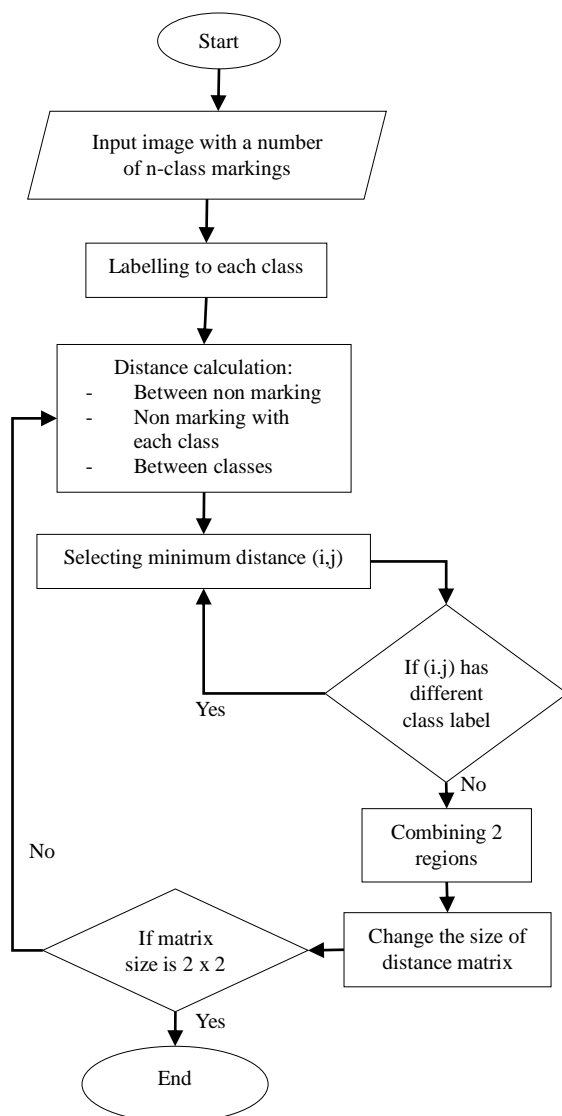 Start
Input image with a number
of n-class markings
Labelling to each class
Distance calculation:
- Between non marking
- Non marking with
each class
- Between classes
Selecting minimum distance (i,j)
If (i.j) has
different
class label
Yes
No
Combining 2
regions
Change the size of
distance matrix
If matrix
size is 2 x 2
No
Yes
End